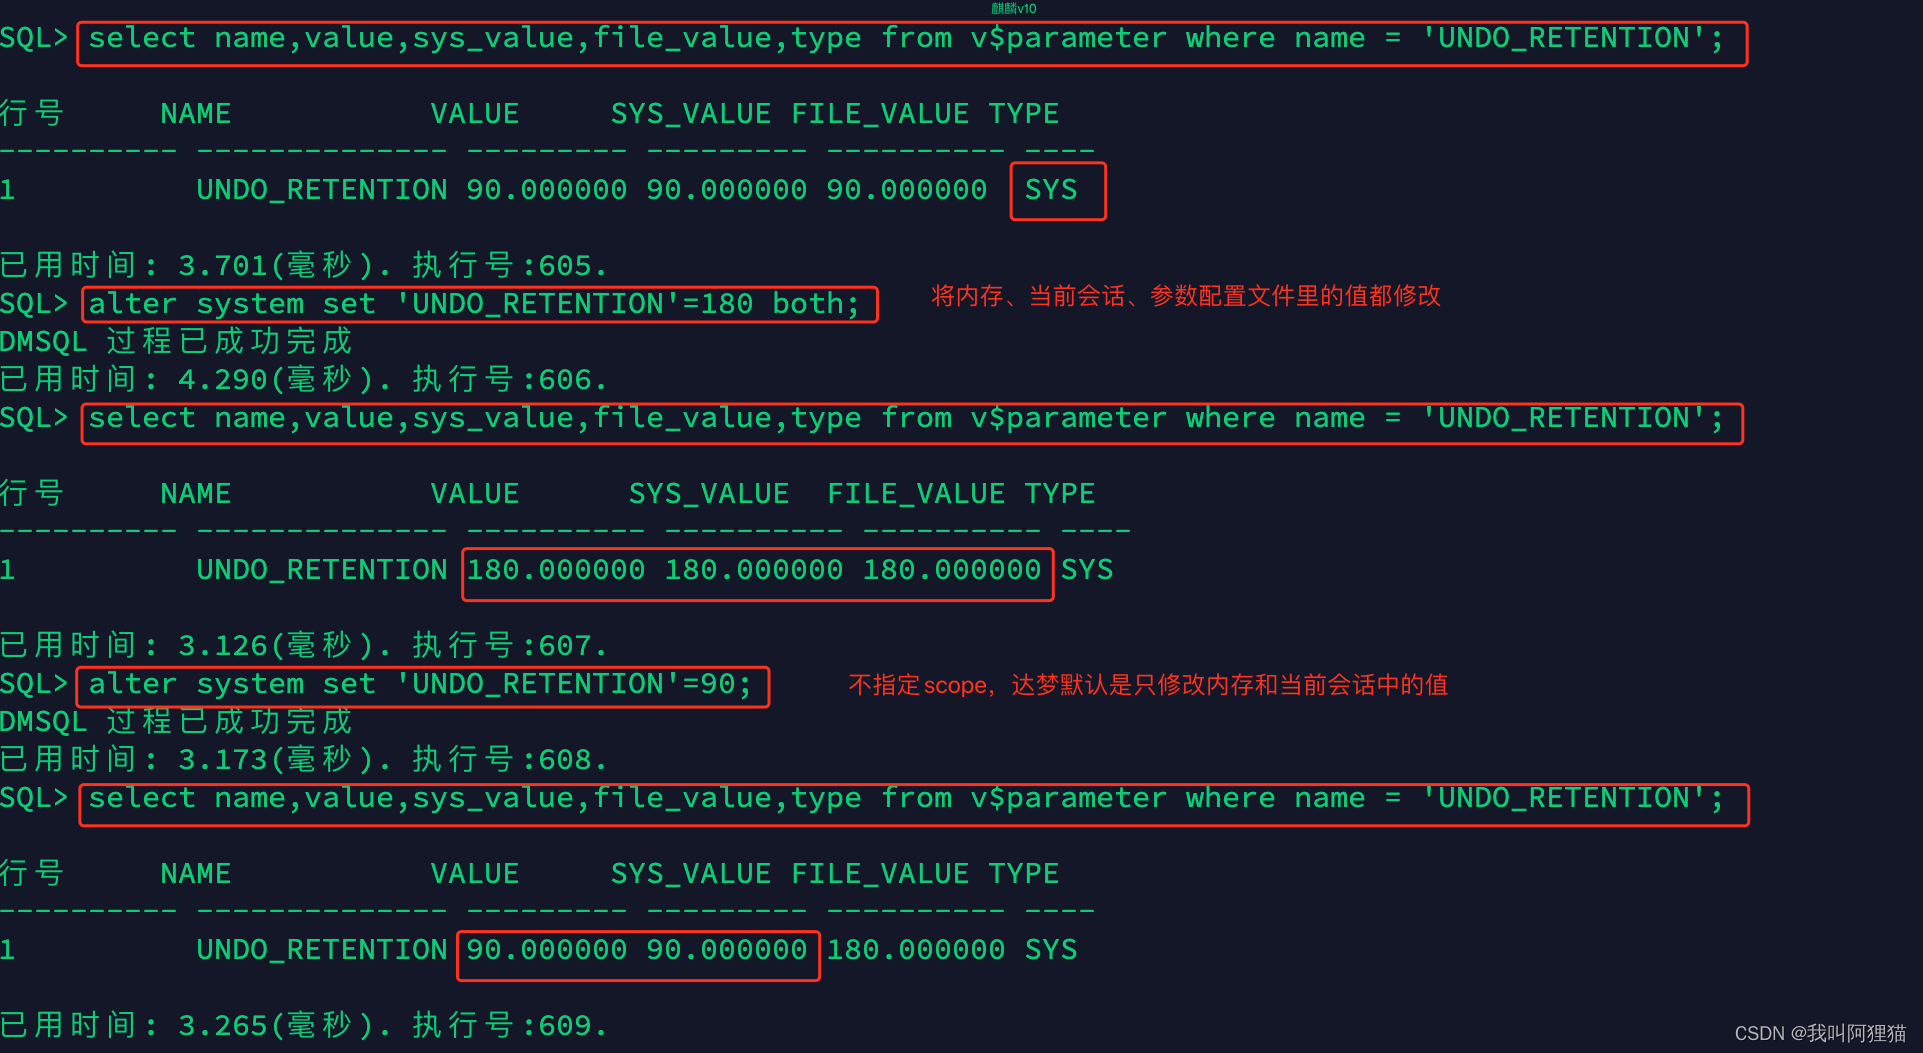 麒麟v10
SQL> select name,value,sys_value,file_value,type from v$parameter where name = 'UNDO_RETENTION';
行号 NAME VALUE SYS_VALUE FILE_VALUE TYPE
---------- -------------- --------- --------- ---------- ----
1 UNDO_RETENTION 90.000000 90.000000 90.000000 SYS
已用时间: 3.701(毫秒). 执行号:605.
SQL> alter system set 'UNDO_RETENTION'=180 both; 将内存、当前会话、参数配置文件里的值都修改
DMSQL 过程已成功完成
已用时间: 4.290(毫秒). 执行号:606.
SQL> select name,value,sys_value,file_value,type from v$parameter where name = 'UNDO_RETENTION';
行号 NAME VALUE SYS_VALUE FILE_VALUE TYPE
---------- -------------- ---------- ---------- ---------- ----
1 UNDO_RETENTION 180.000000 180.000000 180.000000 SYS
已用时间: 3.126(毫秒). 执行号:607.
SQL> alter system set 'UNDO_RETENTION'=90; 不指定scope，达梦默认是只修改内存和当前会话中的值
DMSQL 过程已成功完成
已用时间: 3.173(毫秒). 执行号:608.
SQL> select name,value,sys_value,file_value,type from v$parameter where name = 'UNDO_RETENTION';
行号 NAME VALUE SYS_VALUE FILE_VALUE TYPE
---------- -------------- --------- --------- ---------- ----
1 UNDO_RETENTION 90.000000 90.000000 180.000000 SYS
已用时间: 3.265(毫秒). 执行号:609.
CSDN @我叫阿狸猫